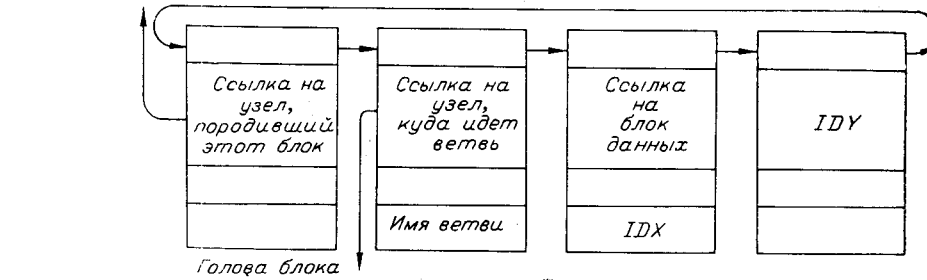 Ссылка на
узел,
породивший
этот блок
Ссылка на
узел,
куда идет
ветвь
Имя ветви
Ссылка
на
блок
данных
IDX
IDY
Голова блока